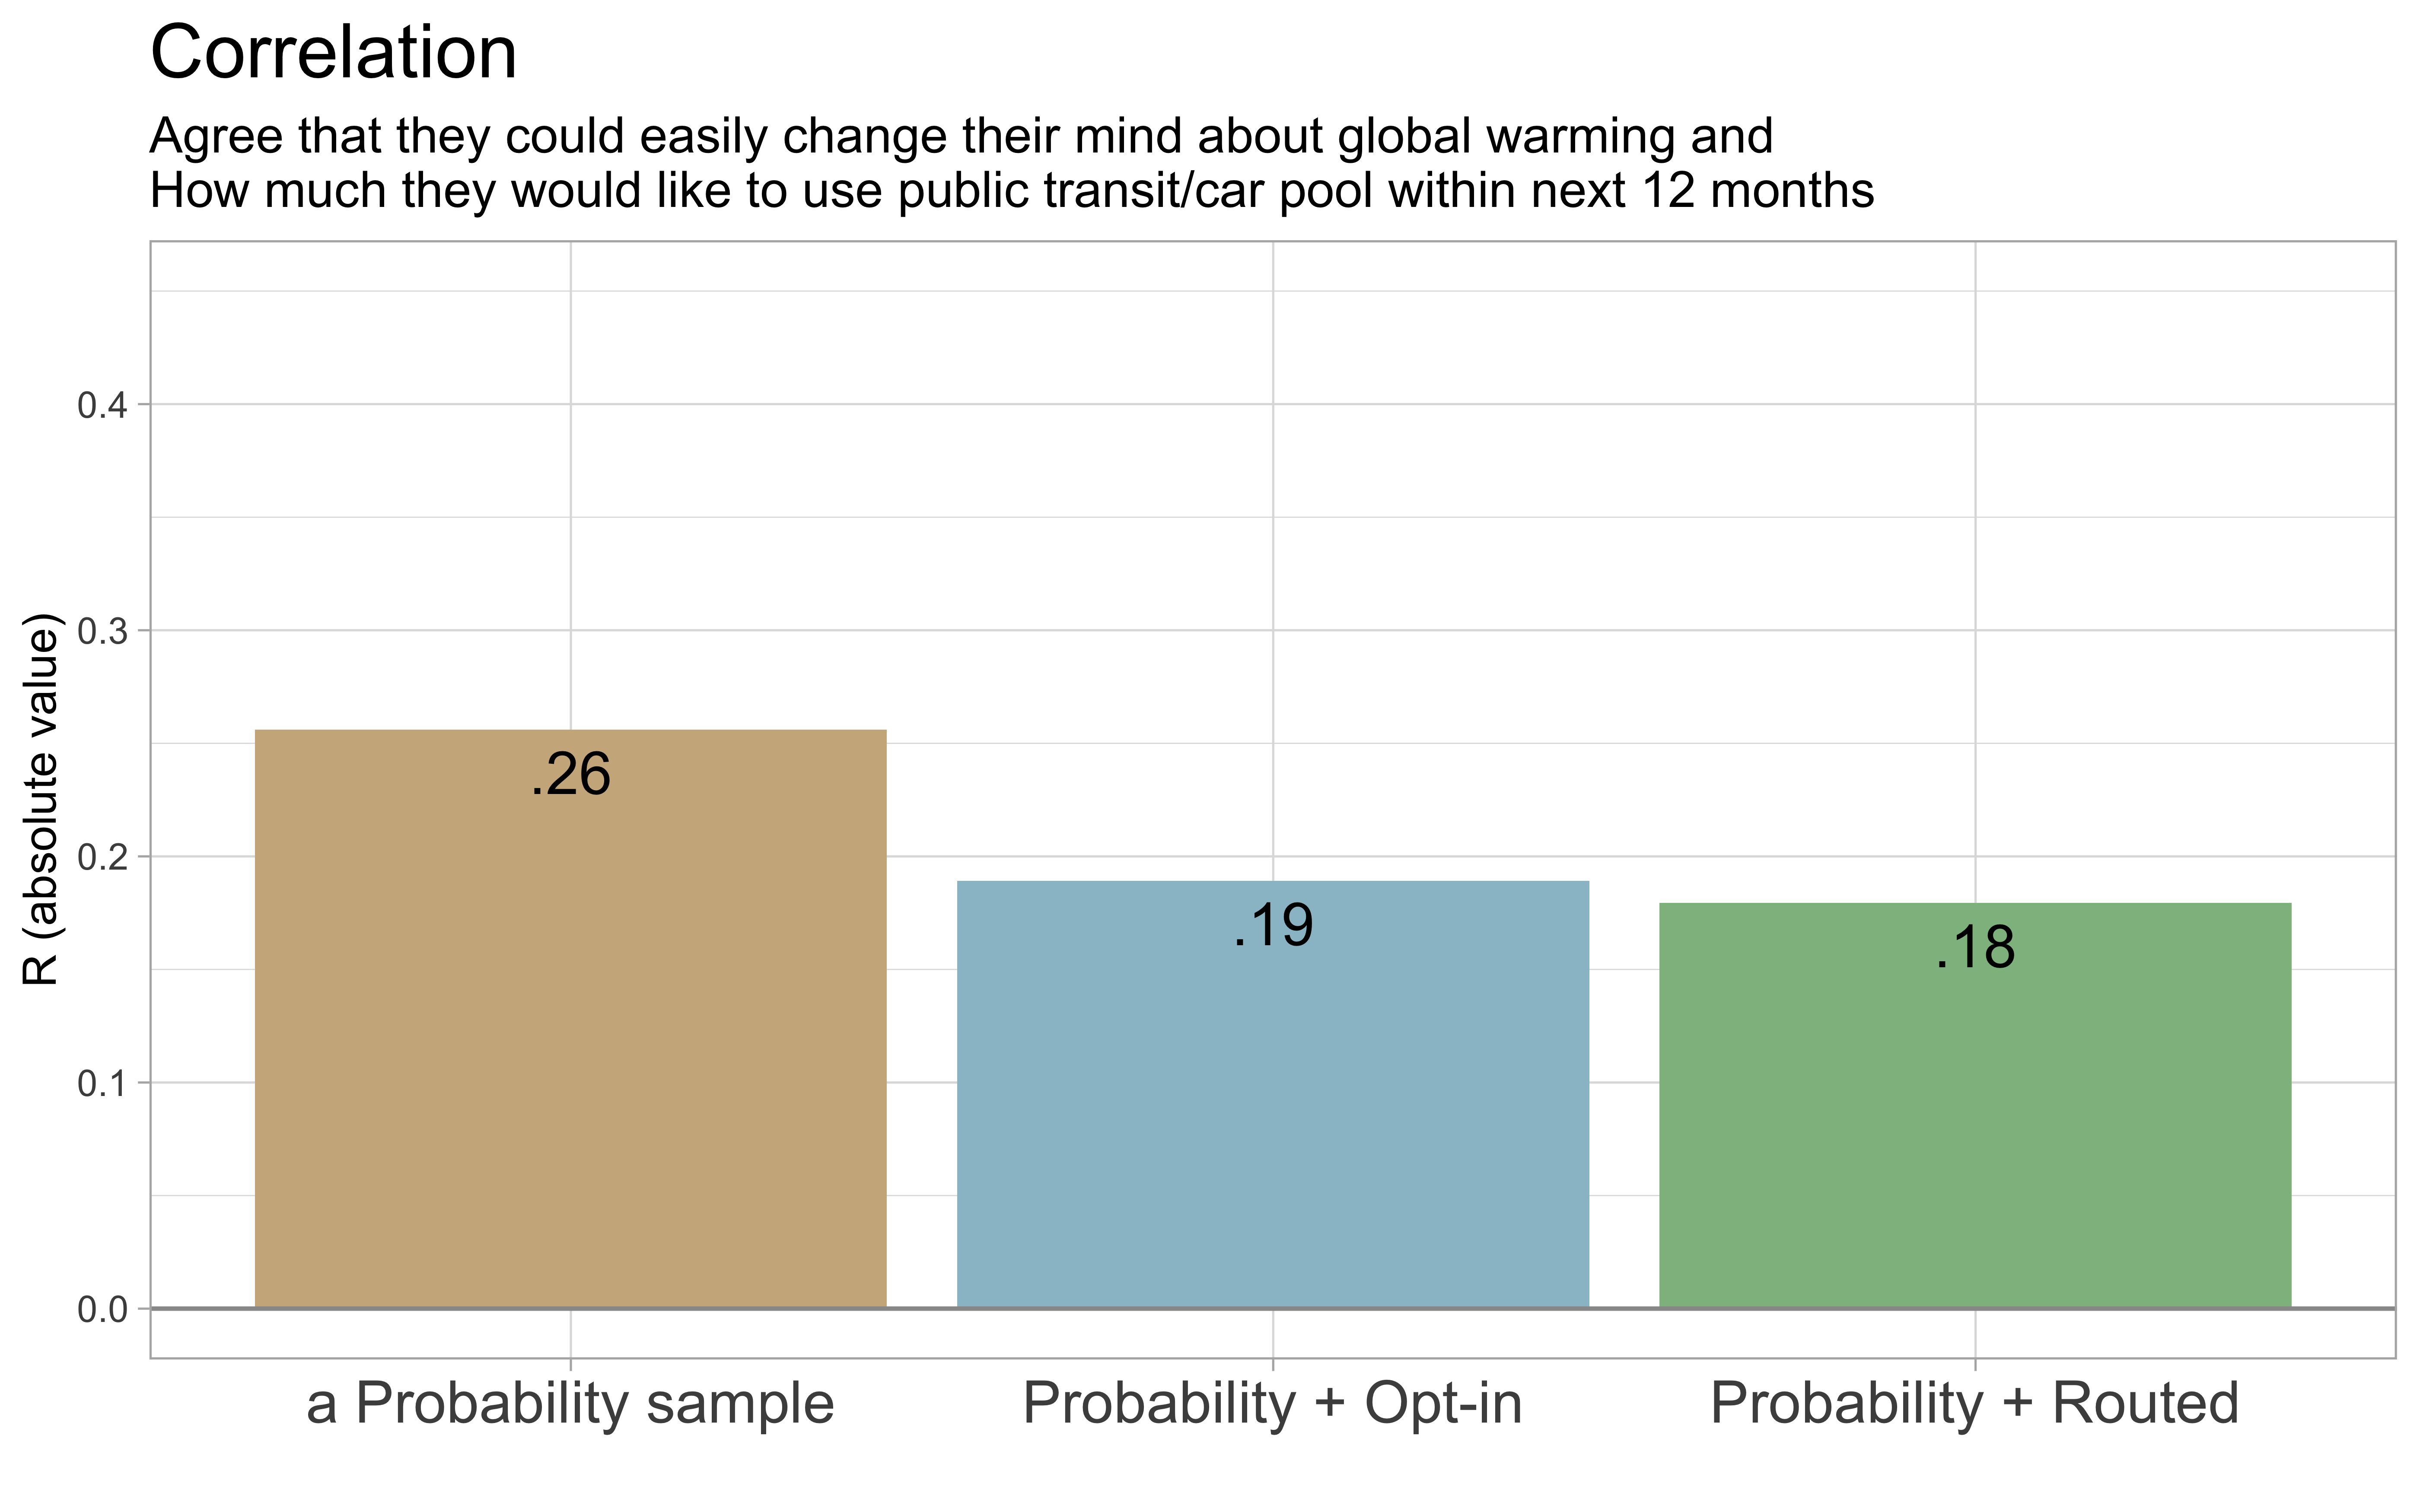 Correlation
Agree that they could easily change their mind about global warming and
How much they would like to use public transit/car pool within next 12 months
R (absolute value)
0.4
0.3
0.2
0.1
0.0
.26
.19
.18
a Probability sample
Probability + Opt-in
Probability + Routed